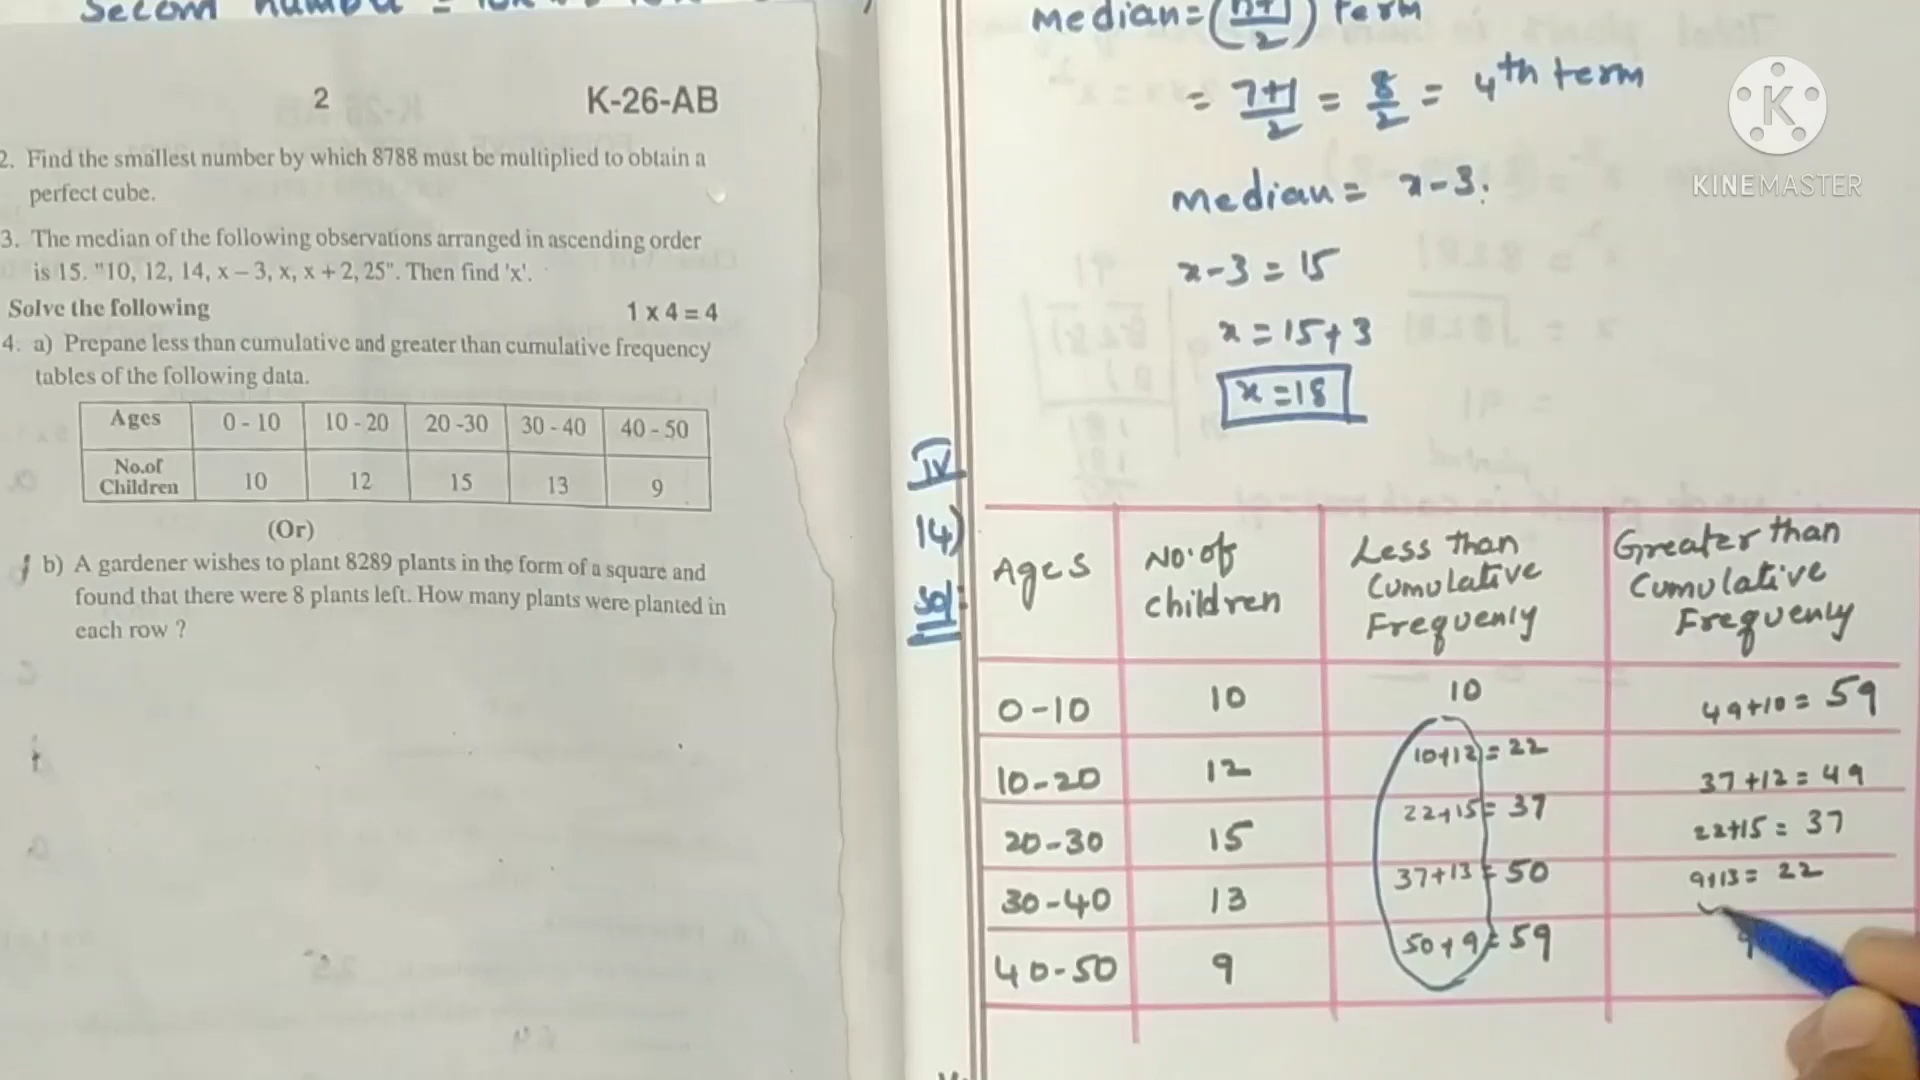 2
K-26-AB
2. Find the smallest number by which 8788 must be multiplied to obtain a
perfect cube.
3. The median of the following observations arranged in ascending order
is 15. "10, 12, 14, x – 3, x, x + 2, 25". Then find 'x'.
Solve the following 1 x 4 = 4
4. a) Prepane less than cumulative and greater than cumulative frequency
tables of the following data.
Ages 0 - 10 10 - 20 20 -30 30 - 40 40 - 50
No.of
Children 10 12 15 13 9
(Or)
b) A gardener wishes to plant 8289 plants in the form of a square and
found that there were 8 plants left. How many plants were planted in
each row ?
Median = (n+1/2) term
= 7+1/2 = 8/2 = 4th term
Median = x-3.
x-3 = 15
x = 15+3
x = 18
IV
14)
Sol:
Ages No. of children Less than Cumulative Frequenly Greater than Cumulative Frequenly
0-10 10 10 49+10 = 59
10-20 12 10+12 = 22 37+12 = 49
20-30 15 22+15 = 37 22+15 = 37
30-40 13 37+13 = 50 9+13 = 22
40-50 9 50+9 = 59 9
K
KINEMASTER